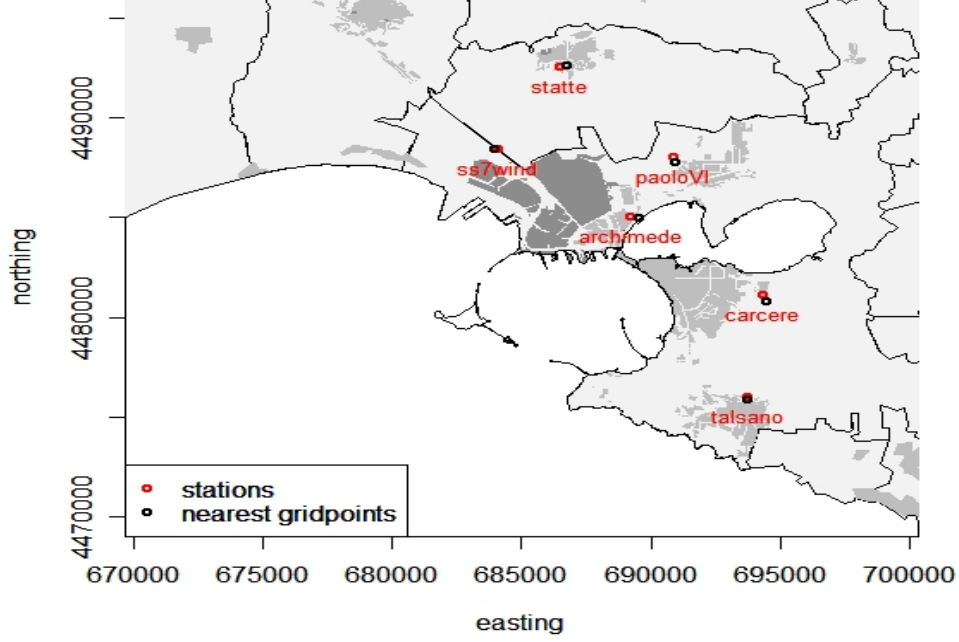 statte
ss7wind
paoloVI
archimede
carcere
talsano
stations
nearest gridpoints
northing
4490000
4480000
4470000
670000 675000 680000 685000 690000 695000 700000
easting